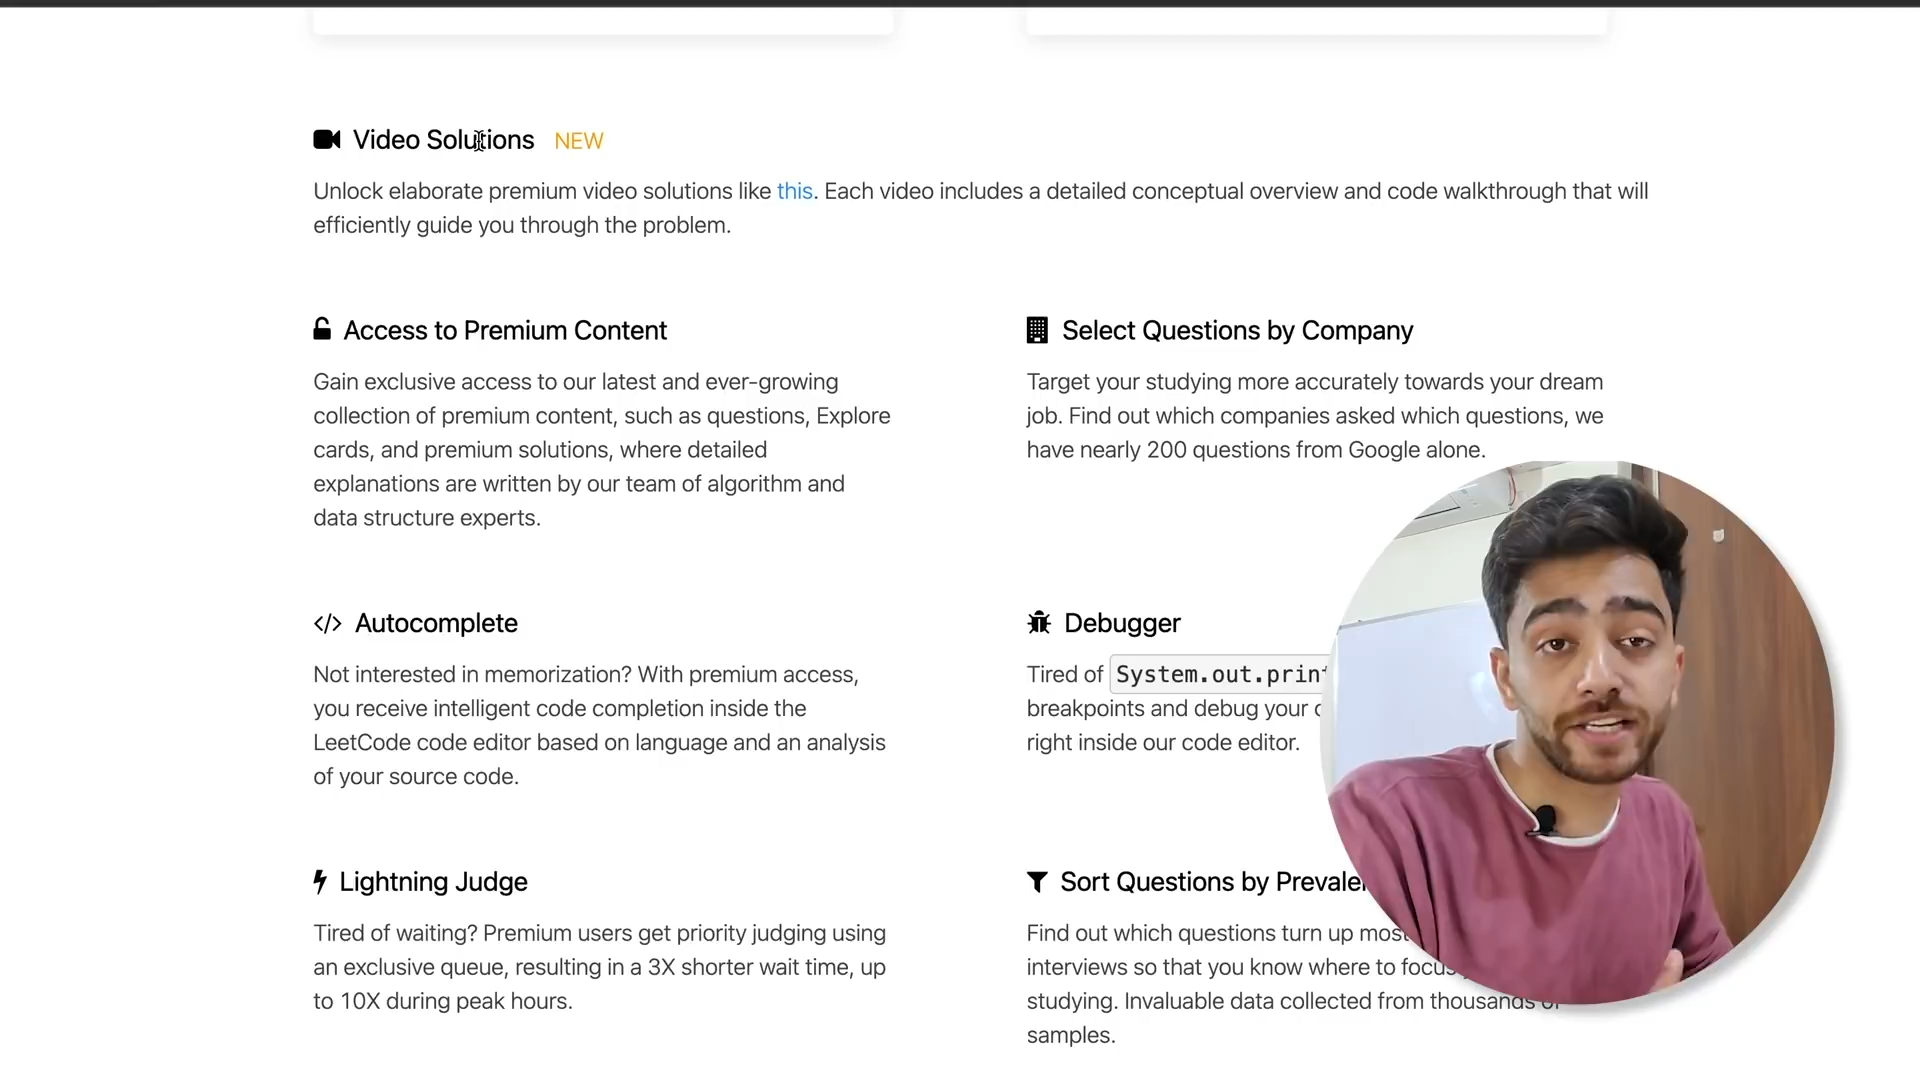 Video Solutions NEW
Unlock elaborate premium video solutions like this. Each video includes a detailed conceptual overview and code walkthrough that will
efficiently guide you through the problem.
Access to Premium Content
Gain exclusive access to our latest and ever-growing
collection of premium content, such as questions, Explore
cards, and premium solutions, where detailed
explanations are written by our team of algorithm and
data structure experts.
Select Questions by Company
Target your studying more accurately towards your dream
job. Find out which companies asked which questions, we
have nearly 200 questions from Google alone.
Autocomplete
Not interested in memorization? With premium access,
you receive intelligent code completion inside the
LeetCode code editor based on language and an analysis
of your source code.
Debugger
Tired of System.out.print
breakpoints and debug your
right inside our code editor.
Lightning Judge
Tired of waiting? Premium users get priority judging using
an exclusive queue, resulting in a 3X shorter wait time, up
to 10X during peak hours.
Sort Questions by
Find out which questions turn up most
interviews so that you know where to focus
studying. Invaluable data collected from thousands of
samples.